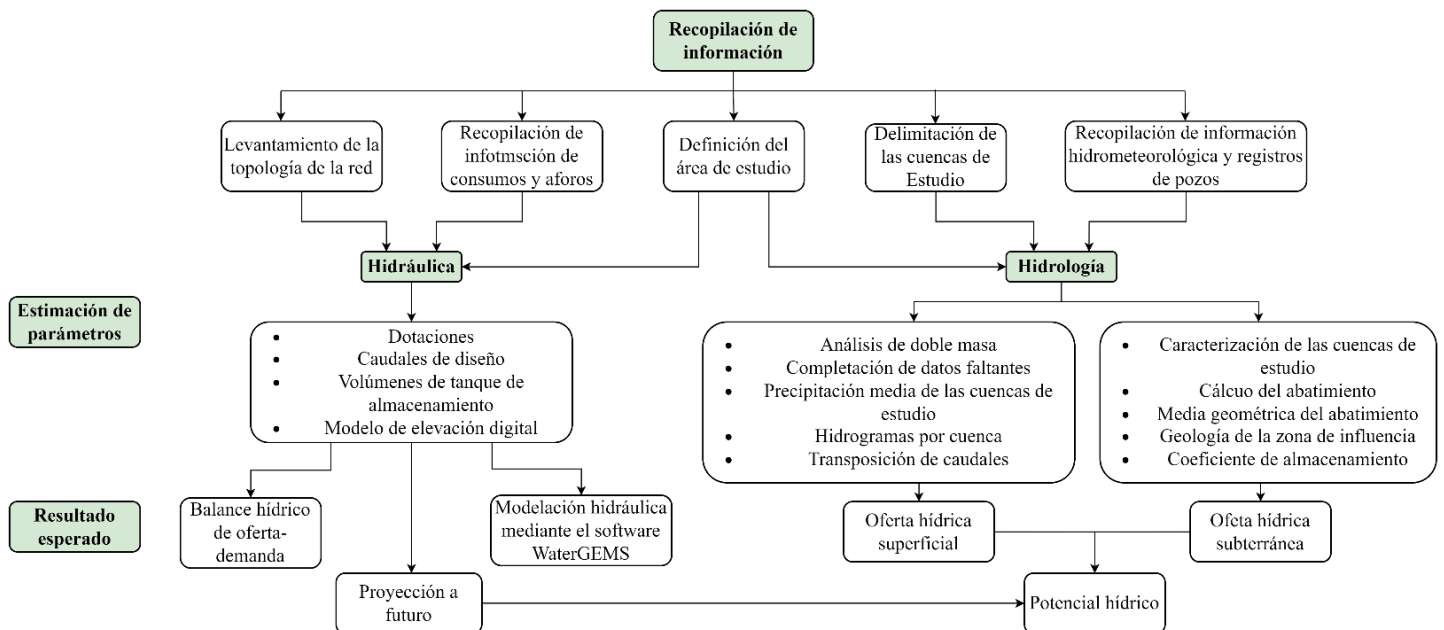 Recopilación de
información
Levantamiento de la
topología de la red
Recopilación de
infotmsción de
consumos y aforos
Definición del
área de estudio
Delimitación de
las cuencas de
Estudio
Recopilación de información
hidrometeorológica y registros
de pozos
Hidráulica
Hidrología
Estimación de
parámetros
• Dotaciones
• Caudales de diseño
• Volúmenes de tanque de
almacenamiento
• Modelo de elevación digital
• Análisis de doble masa
• Completación de datos faltantes
• Precipitación media de las cuencas de
estudio
• Hidrogramas por cuenca
• Transposición de caudales
• Caracterización de las cuencas de
estudio
• Cálcuo del abatimiento
• Media geométrica del abatimiento
• Geología de la zona de influencia
• Coeficiente de almacenamiento
Resultado
esperado
Balance hídrico
de oferta-
demanda
Modelación hidráulica
mediante el software
WaterGEMS
Oferta hídrica
superficial
Ofeta hídrica
subterránea
Proyección a
futuro
Potencial hídrico